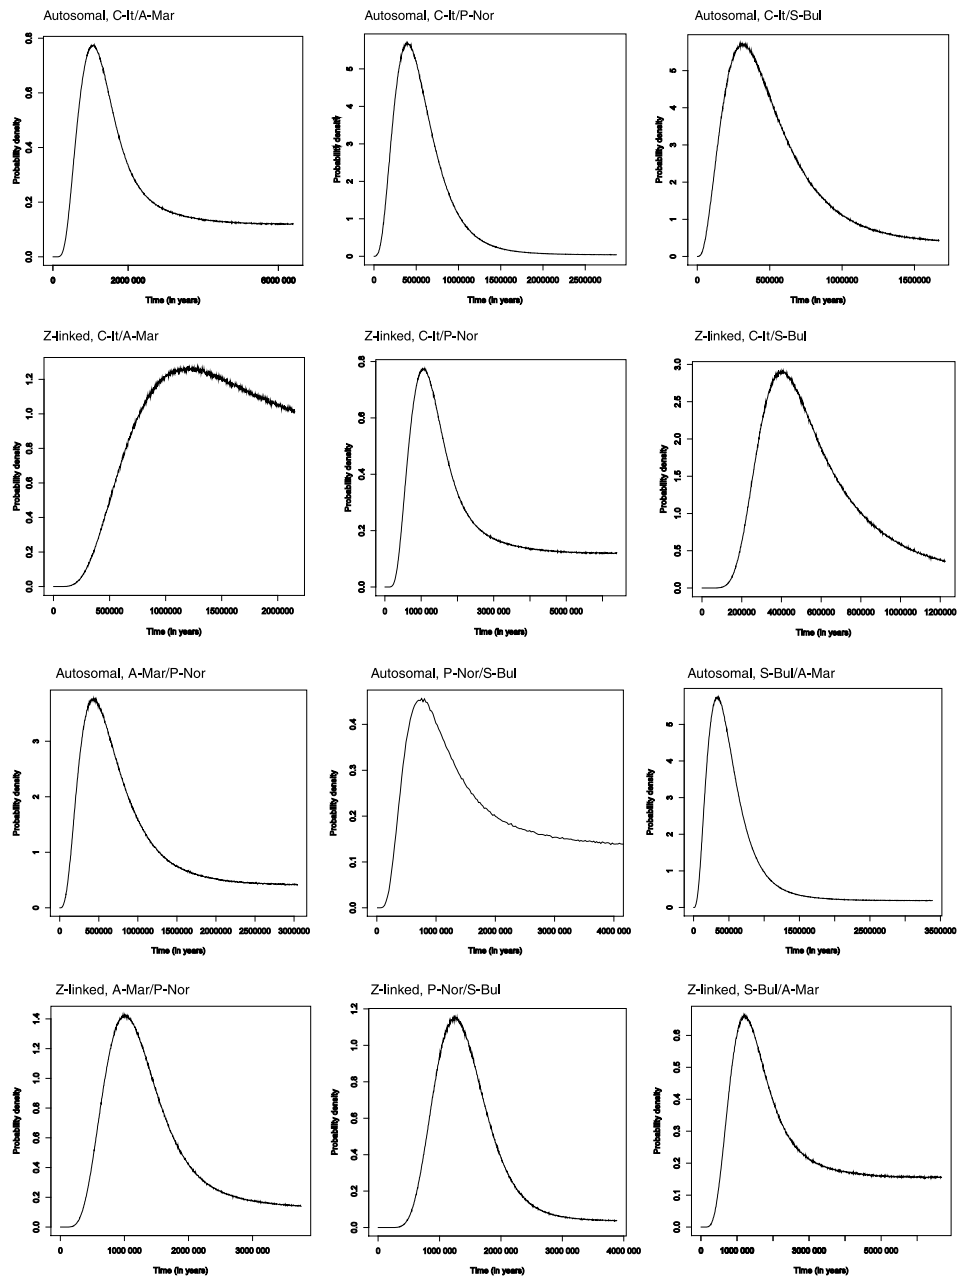 Autosomal, C-It/A-Mar
Autosomal, C-It/P-Nor
Autosomal, C-It/S-Bul
Probability density
0.0 0.2 0.4 0.6 0.8
2000 000 6000 000
Time (in years)
Probability density
0 1 2 3 4 5
0 500000 1000000 1500000 2000000 2500000
Time (in years)
Probability density
0 1 2 3 4 5 6
0 500000 1000000 1500000
Time (in years)
Z-linked, C-It/A-Mar
Z-linked, C-It/P-Nor
Z-linked, C-It/S-Bul
Probability density
0.0 0.2 0.4 0.6 0.8 1.0 1.2
0 500000 1000000 1500000 2000000
Time (in years)
Probability density
0.0 0.2 0.4 0.6 0.8
0 1000 000 3000 000 5000 000
Time (in years)
Probability density
0.0 0.5 1.0 1.5 2.0 2.5 3.0
0 200000 400000 600000 800000 1000000 1200000
Time (in years)
Autosomal, A-Mar/P-Nor
Autosomal, P-Nor/S-Bul
Autosomal, S-Bul/A-Mar
Probability density
0 1 2 3
0 500000 1000000 1500000 2000000 2500000 3000000
Time (in years)
Probability density
0.0 0.1 0.2 0.3 0.4
0 1000 000 2000 000 3000 000 4000 000
Time (in years)
Probability density
0 1 2 3 4 5
0 500000 1500000 2500000 3500000
Time (in years)
Z-linked, A-Mar/P-Nor
Z-linked, P-Nor/S-Bul
Z-linked, S-Bul/A-Mar
Probability density
0.0 0.2 0.4 0.6 0.8 1.0 1.2 1.4
0 1000 000 2000 000 3000 000
Time (in years)
Probability density
0.0 0.2 0.4 0.6 0.8 1.0 1.2
0 1000 000 2000 000 3000 000 4000 000
Time (in years)
Probability density
0.0 0.1 0.2 0.3 0.4 0.5 0.6
0 1000 000 3000 000 5000 000
Time (in years)